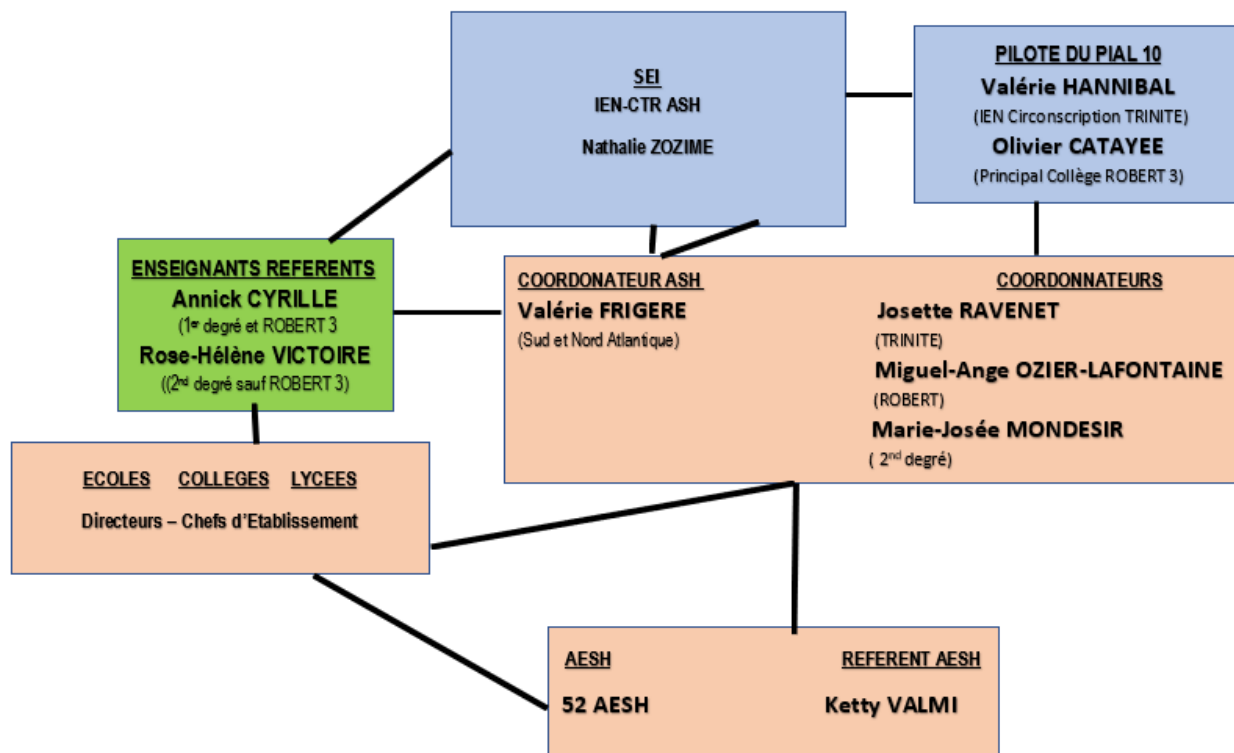 SEI
IEN-CTR ASH
Nathalie ZOZIME
PILOTE DU PIAL 10
Valérie HANNIBAL
(IEN Circonscription TRINITE)
Olivier CATAYEE
(Principal Collège ROBERT 3)
ENSEIGNANTS REFERENTS
Annick CYRILLE
(1er degré et ROBERT 3
Rose-Hélène VICTOIRE
((2nd degré sauf ROBERT 3)
COORDONATEUR ASH
Valérie FRIGERE
(Sud et Nord Atlantique)
COORDONNATEURS
Josette RAVENET
(TRINITE)
Miguel-Ange OZIER-LAFONTAINE
(ROBERT)
Marie-Josée MONDESIR
( 2nd degré)
ECOLES COLLEGES LYCEES
Directeurs – Chefs d'Etablissement
AESH
52 AESH
REFERENT AESH
Ketty VALMI